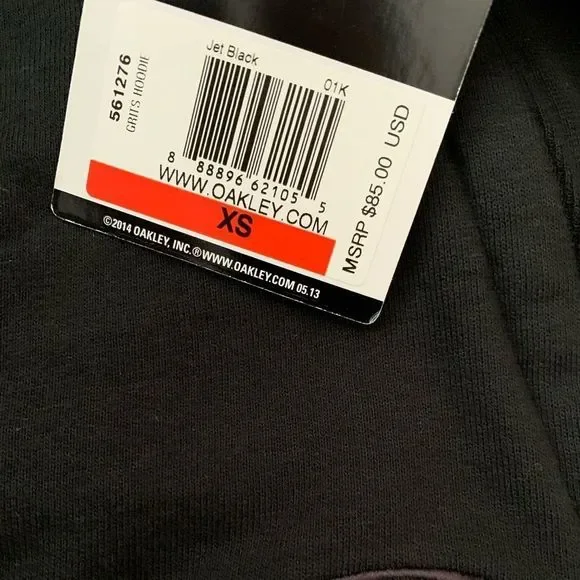 561276
GRITS HOODIE
Jet Black
01K
8 88896 62105 5
WWW.OAKLEY.COM
XS
MSRP $85.00 USD
©2014 OAKLEY, INC.®WWW.OAKLEY.COM 05.13